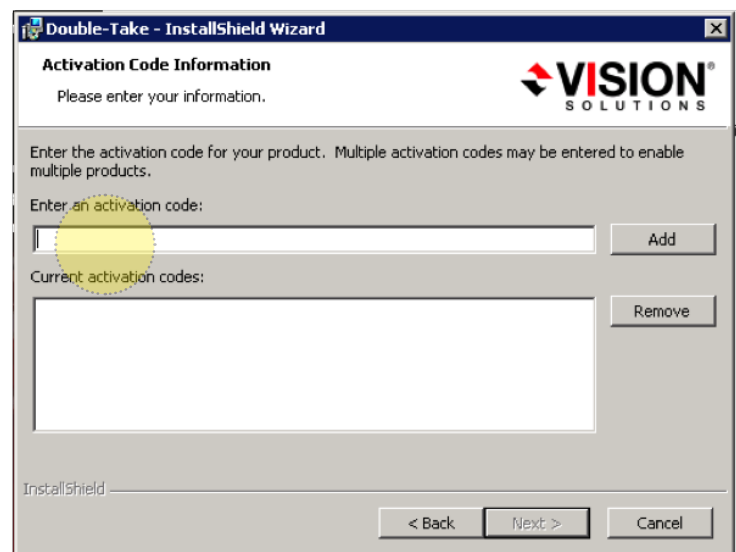 Double-Take - InstallShield Wizard
Activation Code Information
Please enter your information.
VISION®
SOLUTIONS
Enter the activation code for your product. Multiple activation codes may be entered to enable
multiple products.
Enter an activation code:
Add
Current activation codes:
Remove
InstallShield
< Back
Next >
Cancel